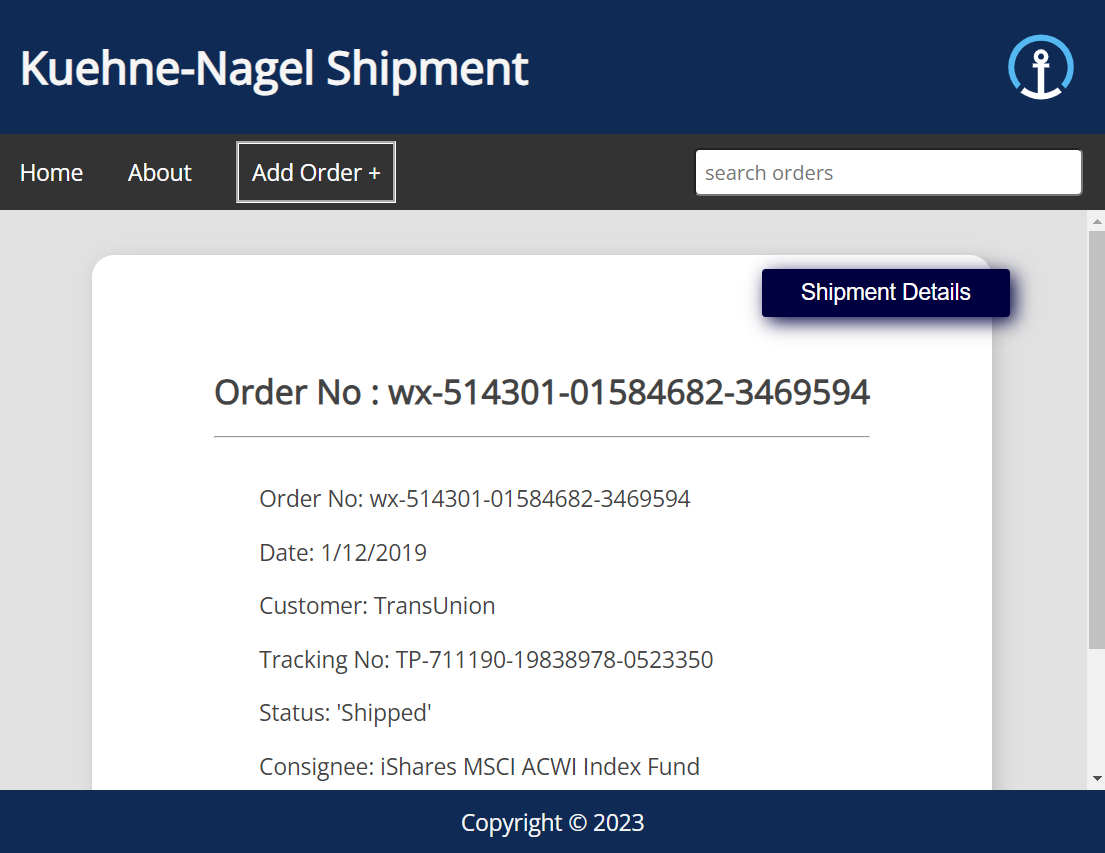 Kuehne-Nagel Shipment
Home About Add Order + search orders
Shipment Details
Order No : wx-514301-01584682-3469594
Order No: wx-514301-01584682-3469594
Date: 1/12/2019
Customer: TransUnion
Tracking No: TP-711190-19838978-0523350
Status: 'Shipped'
Consignee: iShares MSCI ACWI Index Fund
Copyright © 2023